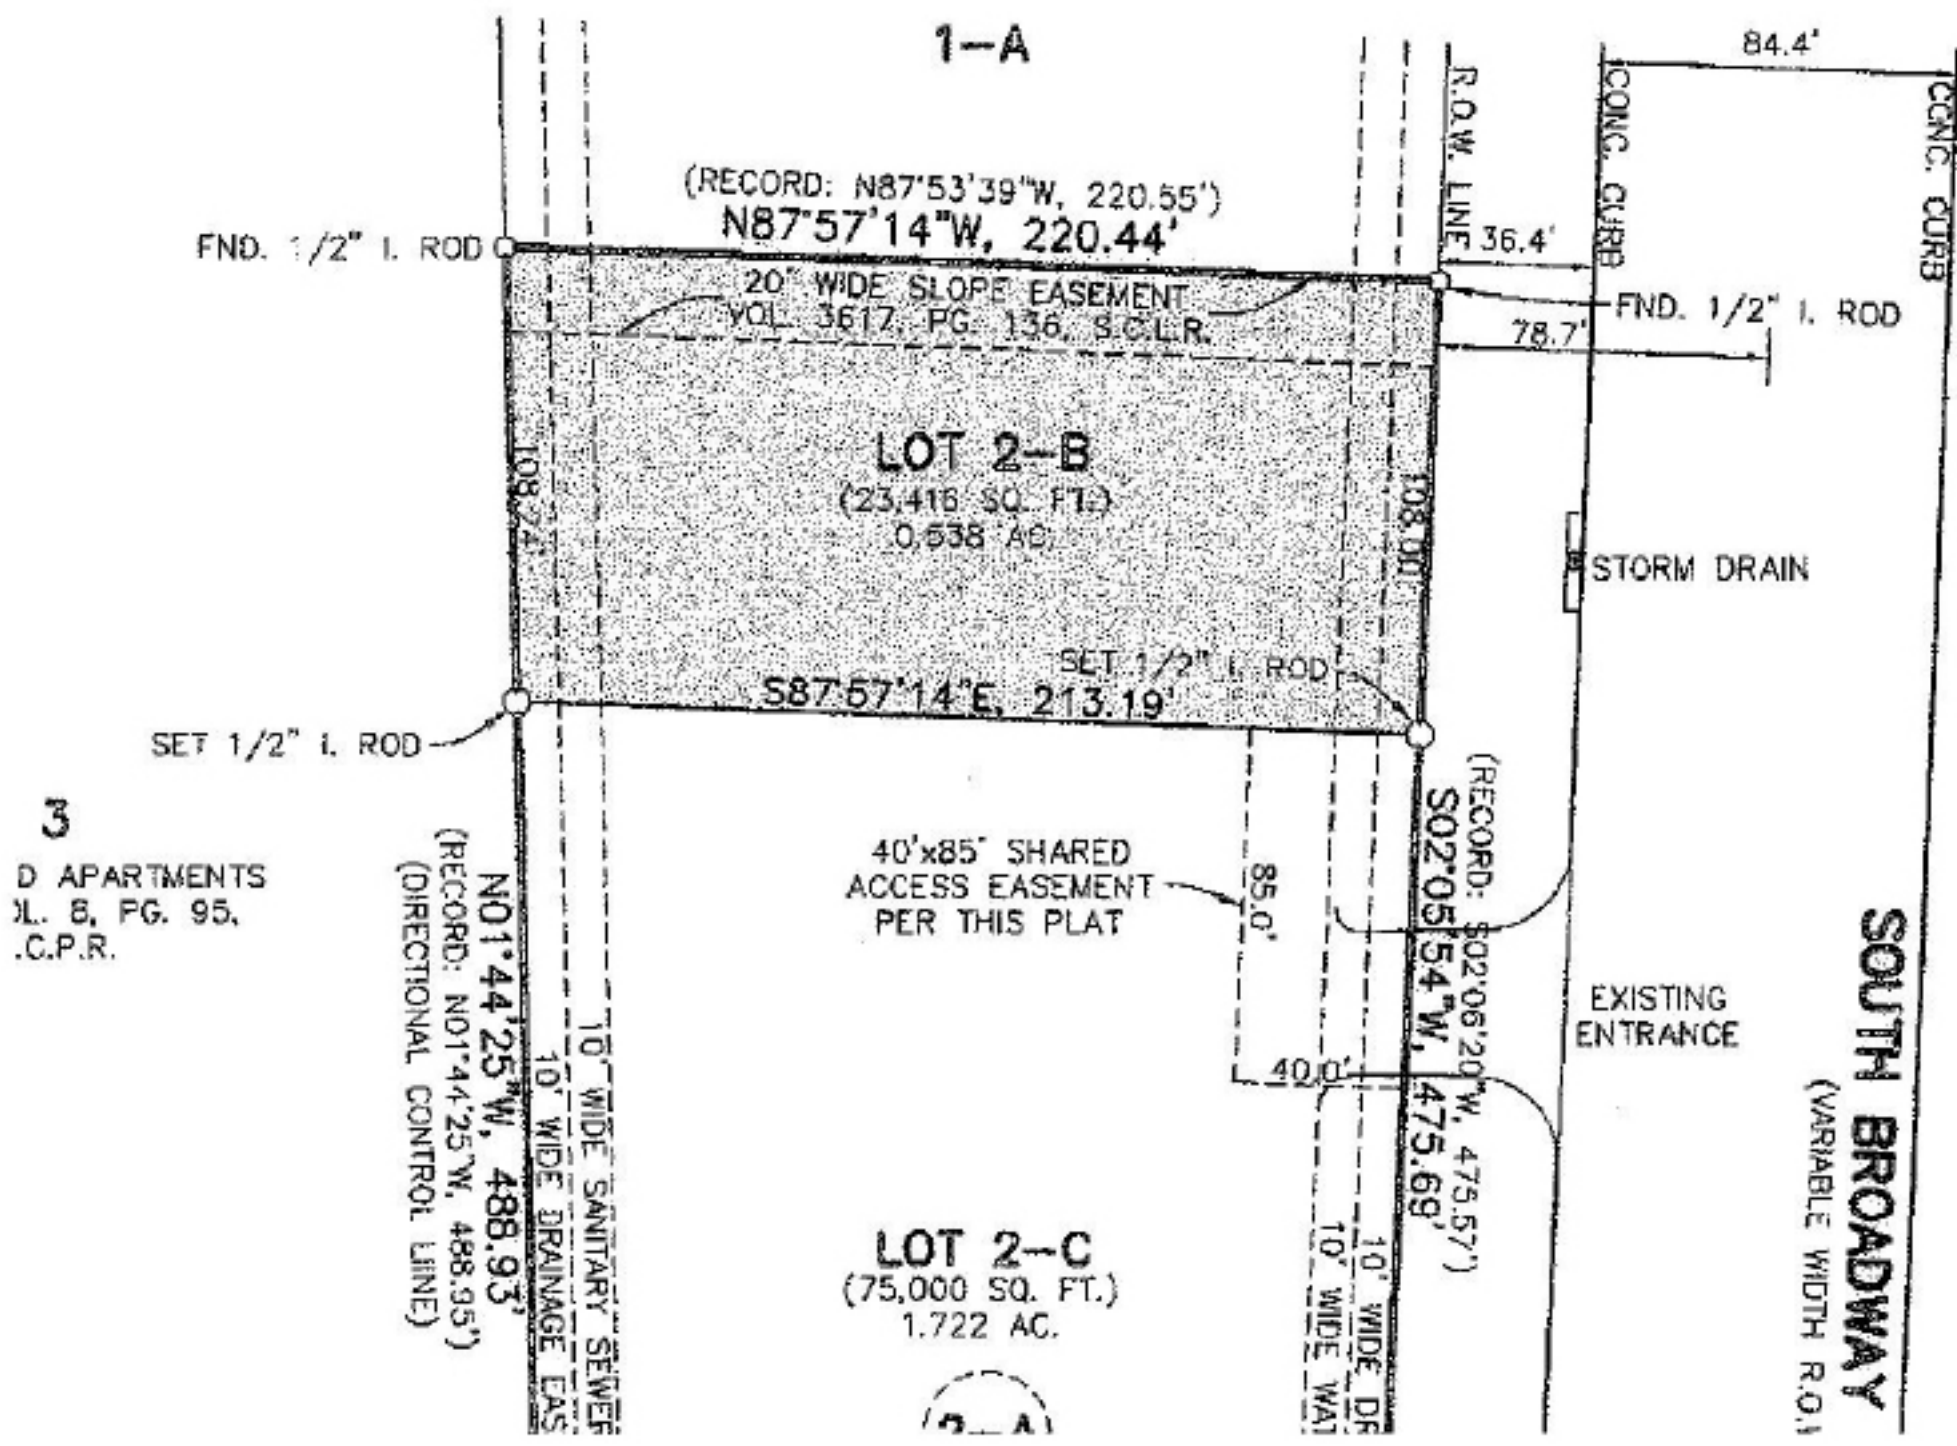 1-A
84.4'
R.O.W. LINE
CONC. CURB
CONC. CURB
(RECORD: N87°53'39"W, 220.55')
N87°57'14"W, 220.44'
FND. 1/2" I. ROD
36.4'
FND. 1/2" I. ROD
20' WIDE SLOPE EASEMENT
VOL. 3617, PG. 136, S.C.L.R.
78.7'
LOT 2-B
(23,416 SQ. FT.)
0.538 AC.
108.24'
108.00'
STORM DRAIN
SET 1/2" I. ROD
S87°57'14"E, 213.19'
SET 1/2" I. ROD
3
D APARTMENTS
L. 8, PG. 95,
.C.P.R.
40'x85' SHARED
ACCESS EASEMENT
PER THIS PLAT
85.0'
40.0'
(RECORD: S02°06'20"W, 475.57')
S02°05'54"W, 475.69'
N01°44'25"W, 488.93'
(RECORD: N01°44'25"W, 488.95')
(DIRECTIONAL CONTROL LINE)
10' WIDE SANITARY SEWER
10' WIDE DRAINAGE EAS
EXISTING
ENTRANCE
SOUTH BROADWAY
(VARIABLE WIDTH R.O.W
LOT 2-C
(75,000 SQ. FT.)
1.722 AC.
10' WIDE DR
10' WIDE WAT
2-A